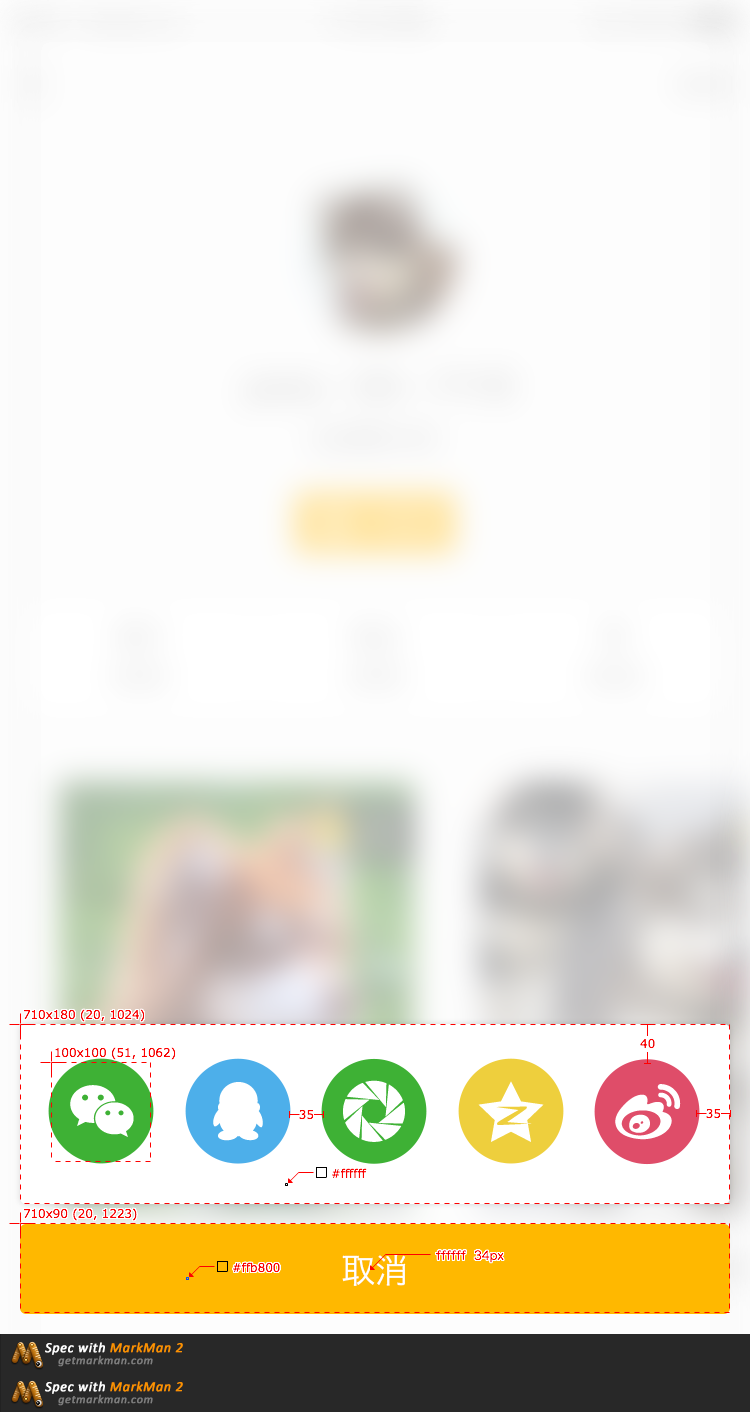 710x180 (20, 1024)
40
100x100 (51, 1062)
35
35
#ffffff
710x90 (20, 1223)
ffffff 34px
#ffb800
取消
Spec with MarkMan 2
getmarkman.com
Spec with MarkMan 2
getmarkman.com